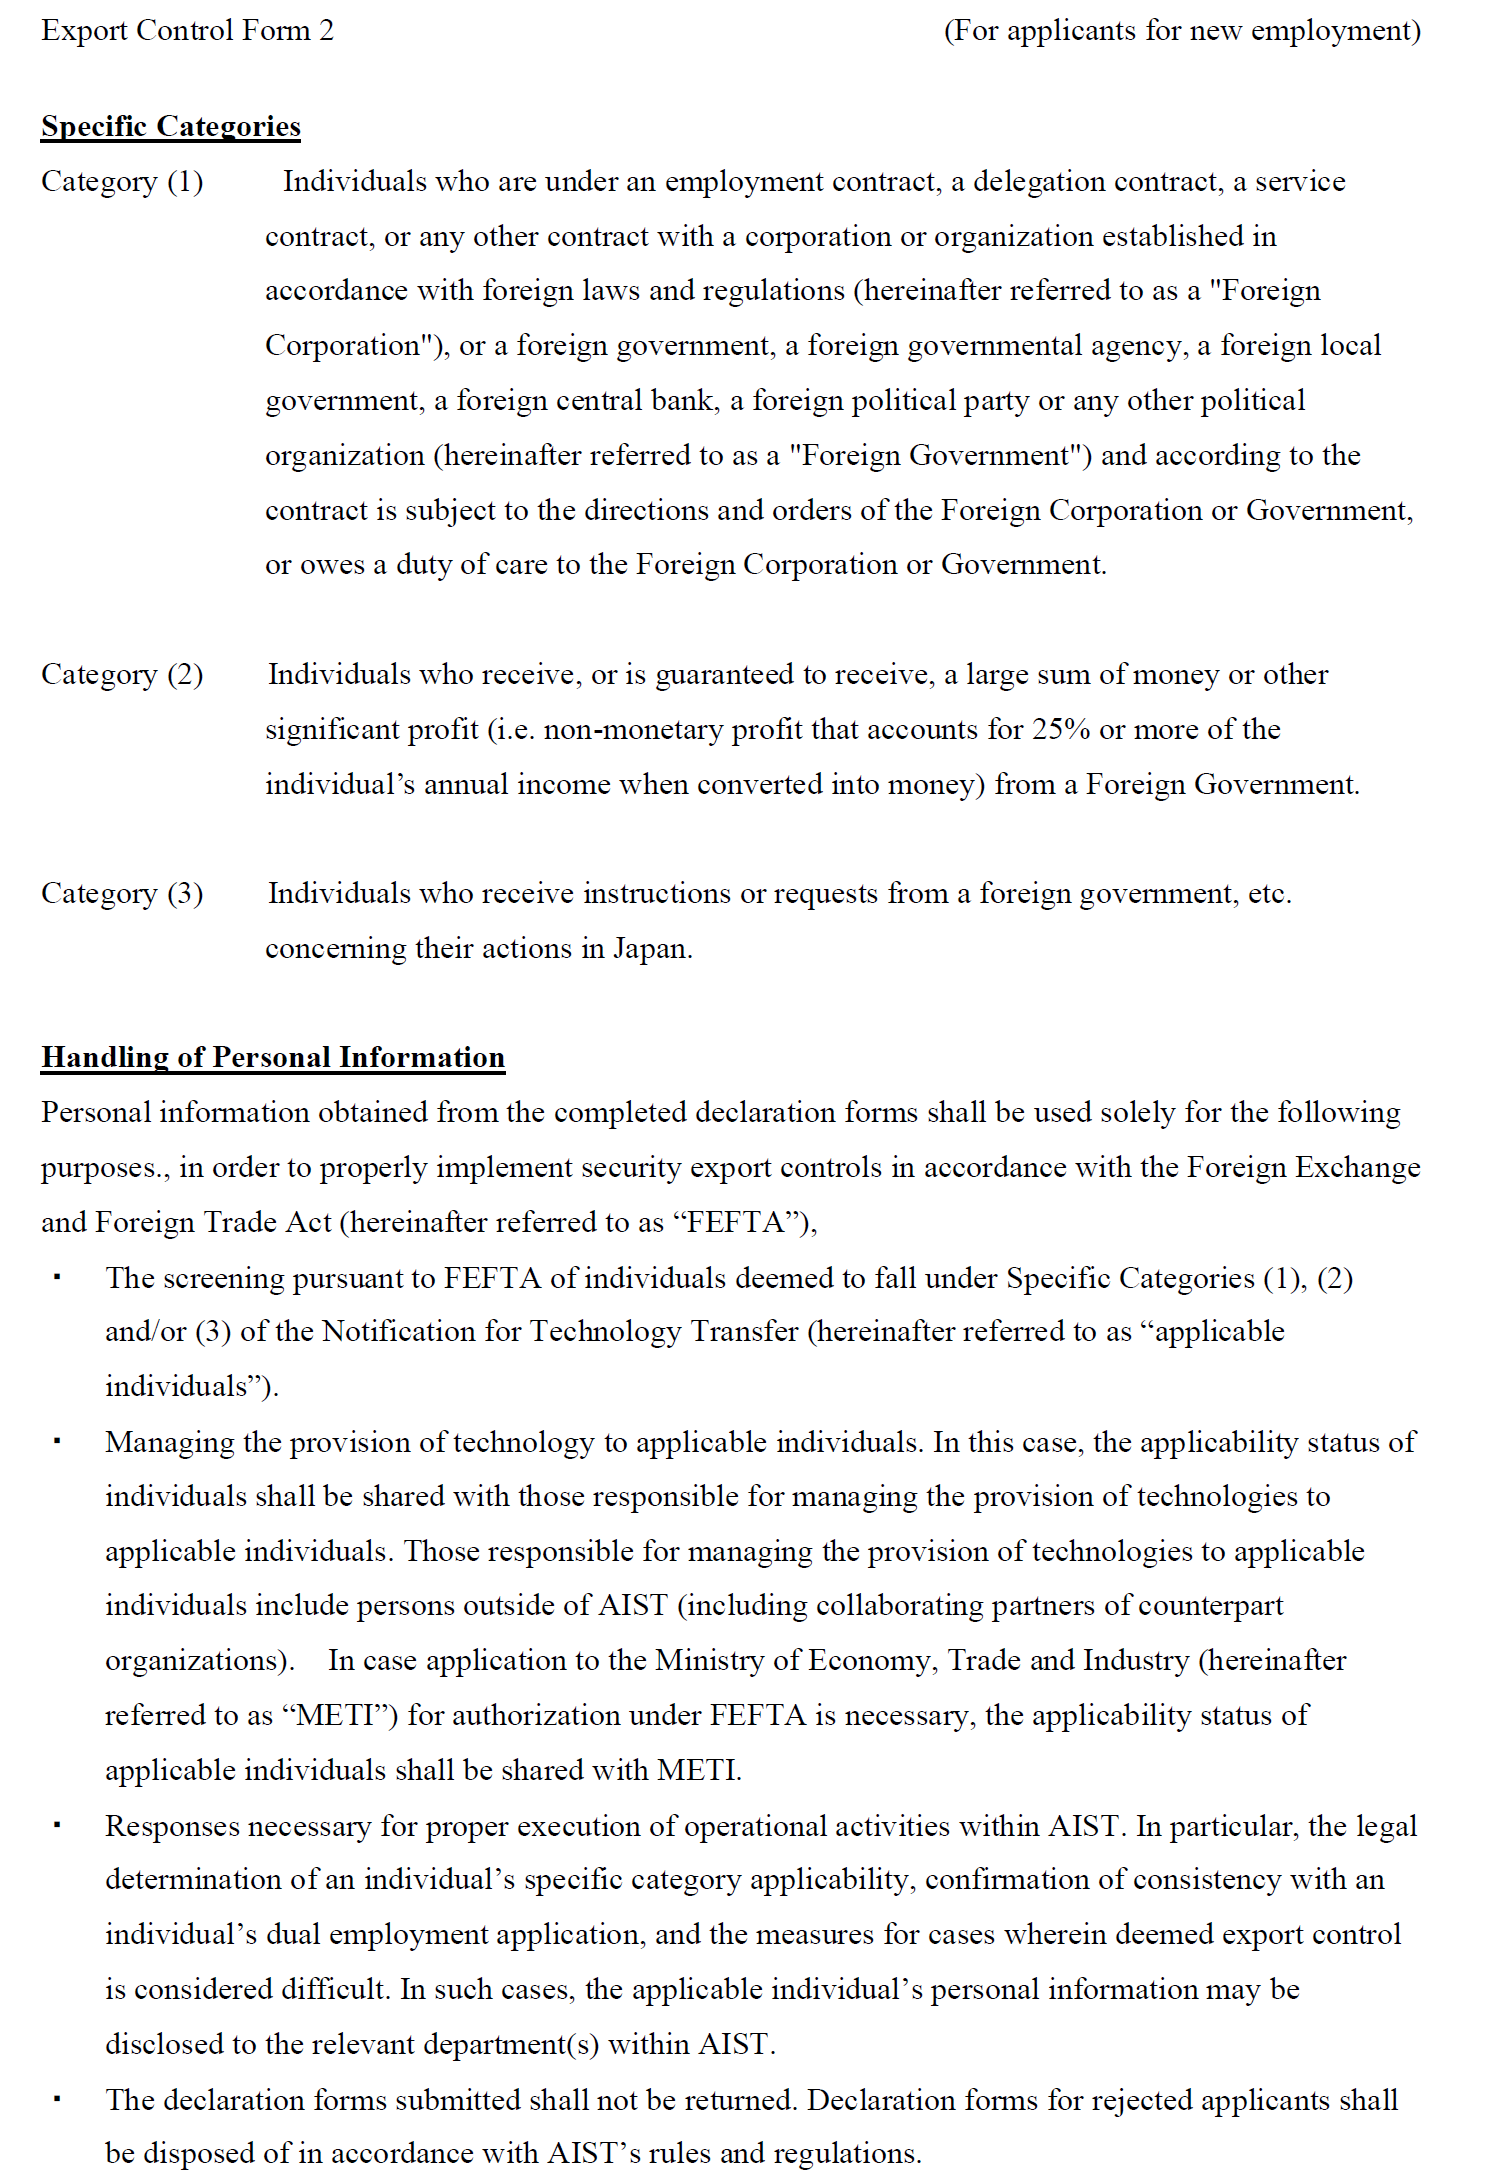 Export Control Form 2 (For applicants for new employment)
Specific Categories
Category (1) Individuals who are under an employment contract, a delegation contract, a service
contract, or any other contract with a corporation or organization established in
accordance with foreign laws and regulations (hereinafter referred to as a "Foreign
Corporation"), or a foreign government, a foreign governmental agency, a foreign local
government, a foreign central bank, a foreign political party or any other political
organization (hereinafter referred to as a "Foreign Government") and according to the
contract is subject to the directions and orders of the Foreign Corporation or Government,
or owes a duty of care to the Foreign Corporation or Government.
Category (2) Individuals who receive, or is guaranteed to receive, a large sum of money or other
significant profit (i.e. non-monetary profit that accounts for 25% or more of the
individual’s annual income when converted into money) from a Foreign Government.
Category (3) Individuals who receive instructions or requests from a foreign government, etc.
concerning their actions in Japan.
Handling of Personal Information
Personal information obtained from the completed declaration forms shall be used solely for the following
purposes., in order to properly implement security export controls in accordance with the Foreign Exchange
and Foreign Trade Act (hereinafter referred to as “FEFTA”),
▪ The screening pursuant to FEFTA of individuals deemed to fall under Specific Categories (1), (2)
and/or (3) of the Notification for Technology Transfer (hereinafter referred to as “applicable
individuals”).
▪ Managing the provision of technology to applicable individuals. In this case, the applicability status of
individuals shall be shared with those responsible for managing the provision of technologies to
applicable individuals. Those responsible for managing the provision of technologies to applicable
individuals include persons outside of AIST (including collaborating partners of counterpart
organizations). In case application to the Ministry of Economy, Trade and Industry (hereinafter
referred to as “METI”) for authorization under FEFTA is necessary, the applicability status of
applicable individuals shall be shared with METI.
▪ Responses necessary for proper execution of operational activities within AIST. In particular, the legal
determination of an individual’s specific category applicability, confirmation of consistency with an
individual’s dual employment application, and the measures for cases wherein deemed export control
is considered difficult. In such cases, the applicable individual’s personal information may be
disclosed to the relevant department(s) within AIST.
▪ The declaration forms submitted shall not be returned. Declaration forms for rejected applicants shall
be disposed of in accordance with AIST’s rules and regulations.